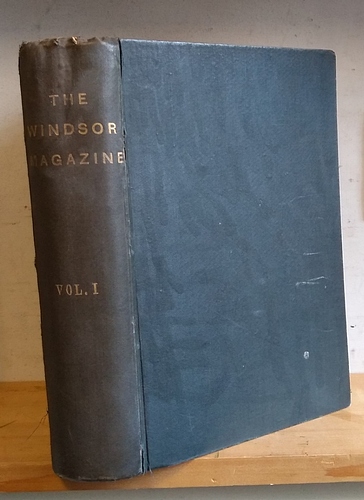 THE
WINDSOR
MAGAZINE
VOL. I